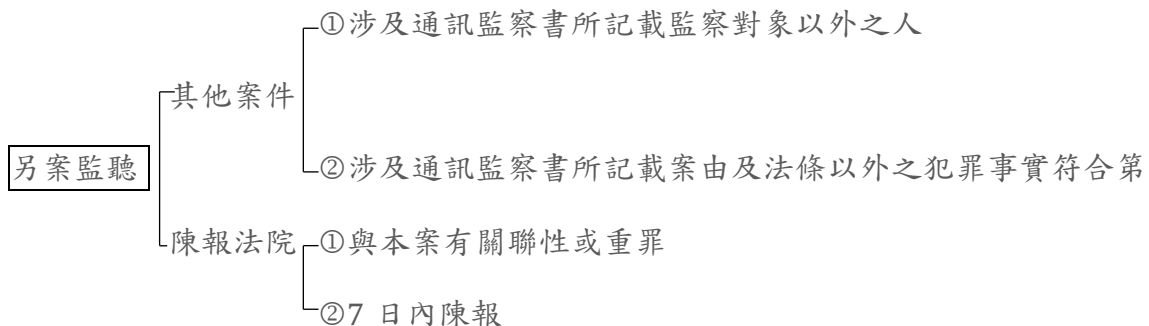 ①涉及通訊監察書所記載監察對象以外之人
其他案件
另案監聽
②涉及通訊監察書所記載案由及法條以外之犯罪事實符合第
陳報法院
①與本案有關聯性或重罪
②7 日內陳報